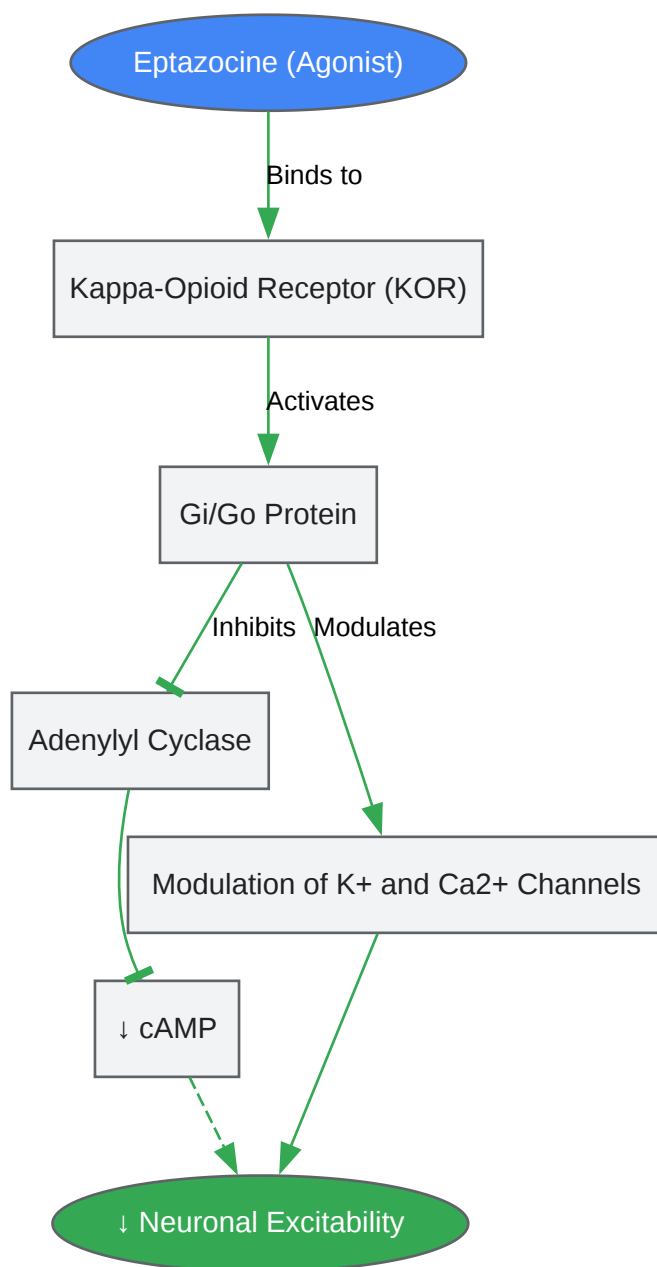 Eptazocine (Agonist)
Binds to
Kappa-Opioid Receptor (KOR)
Activates
Gi/Go Protein
Inhibits
Modulates
Adenylyl Cyclase
Modulation of K+ and Ca2+ Channels
↓ cAMP
↓ Neuronal Excitability